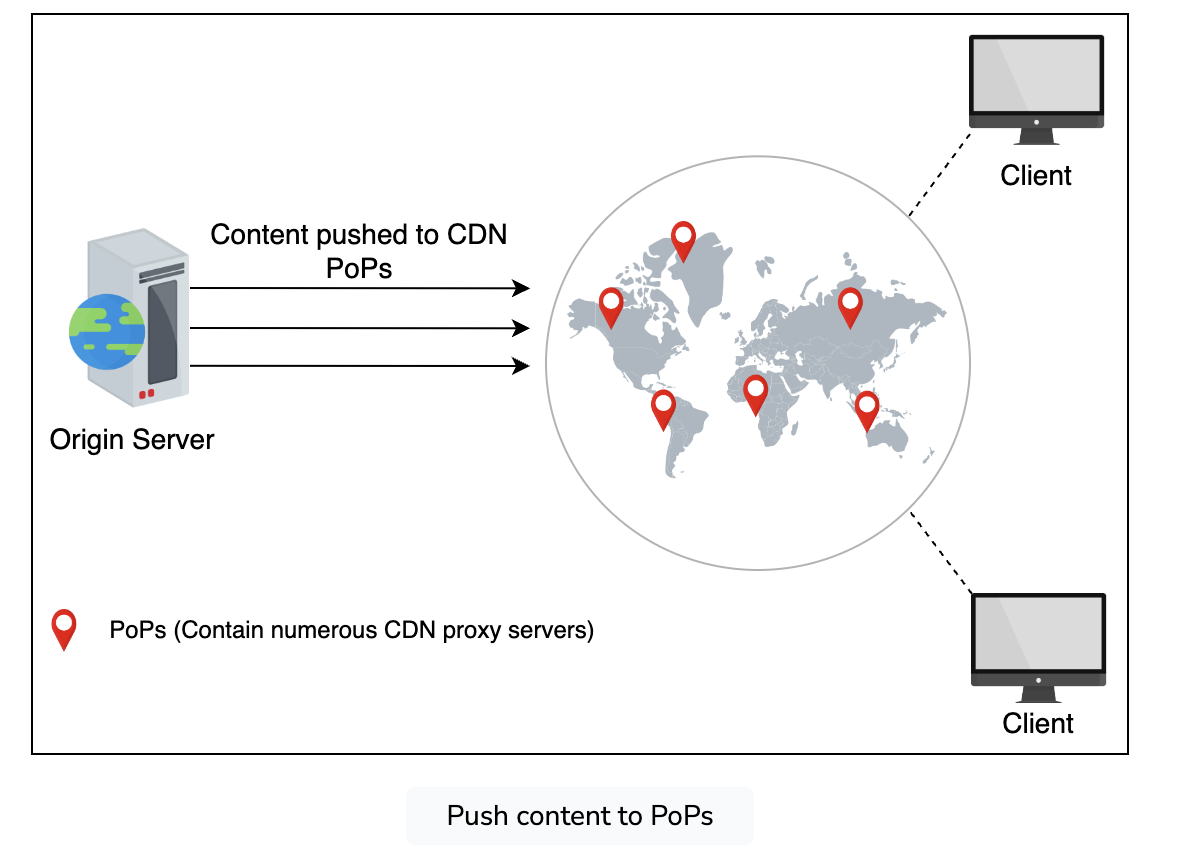 Client
Content pushed to CDN
PoPs
Origin Server
PoPs (Contain numerous CDN proxy servers)
Client
Push content to PoPs